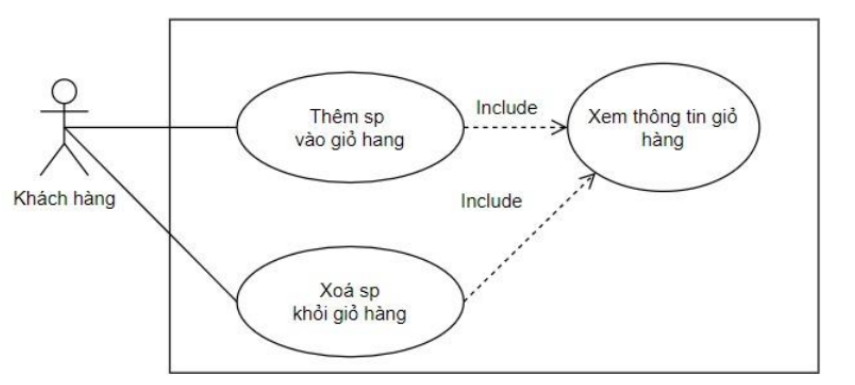 Thêm sp
vào giỏ hang
Include
Xem thông tin giỏ
hàng
Khách hàng
Include
Xoá sp
khỏi giỏ hàng